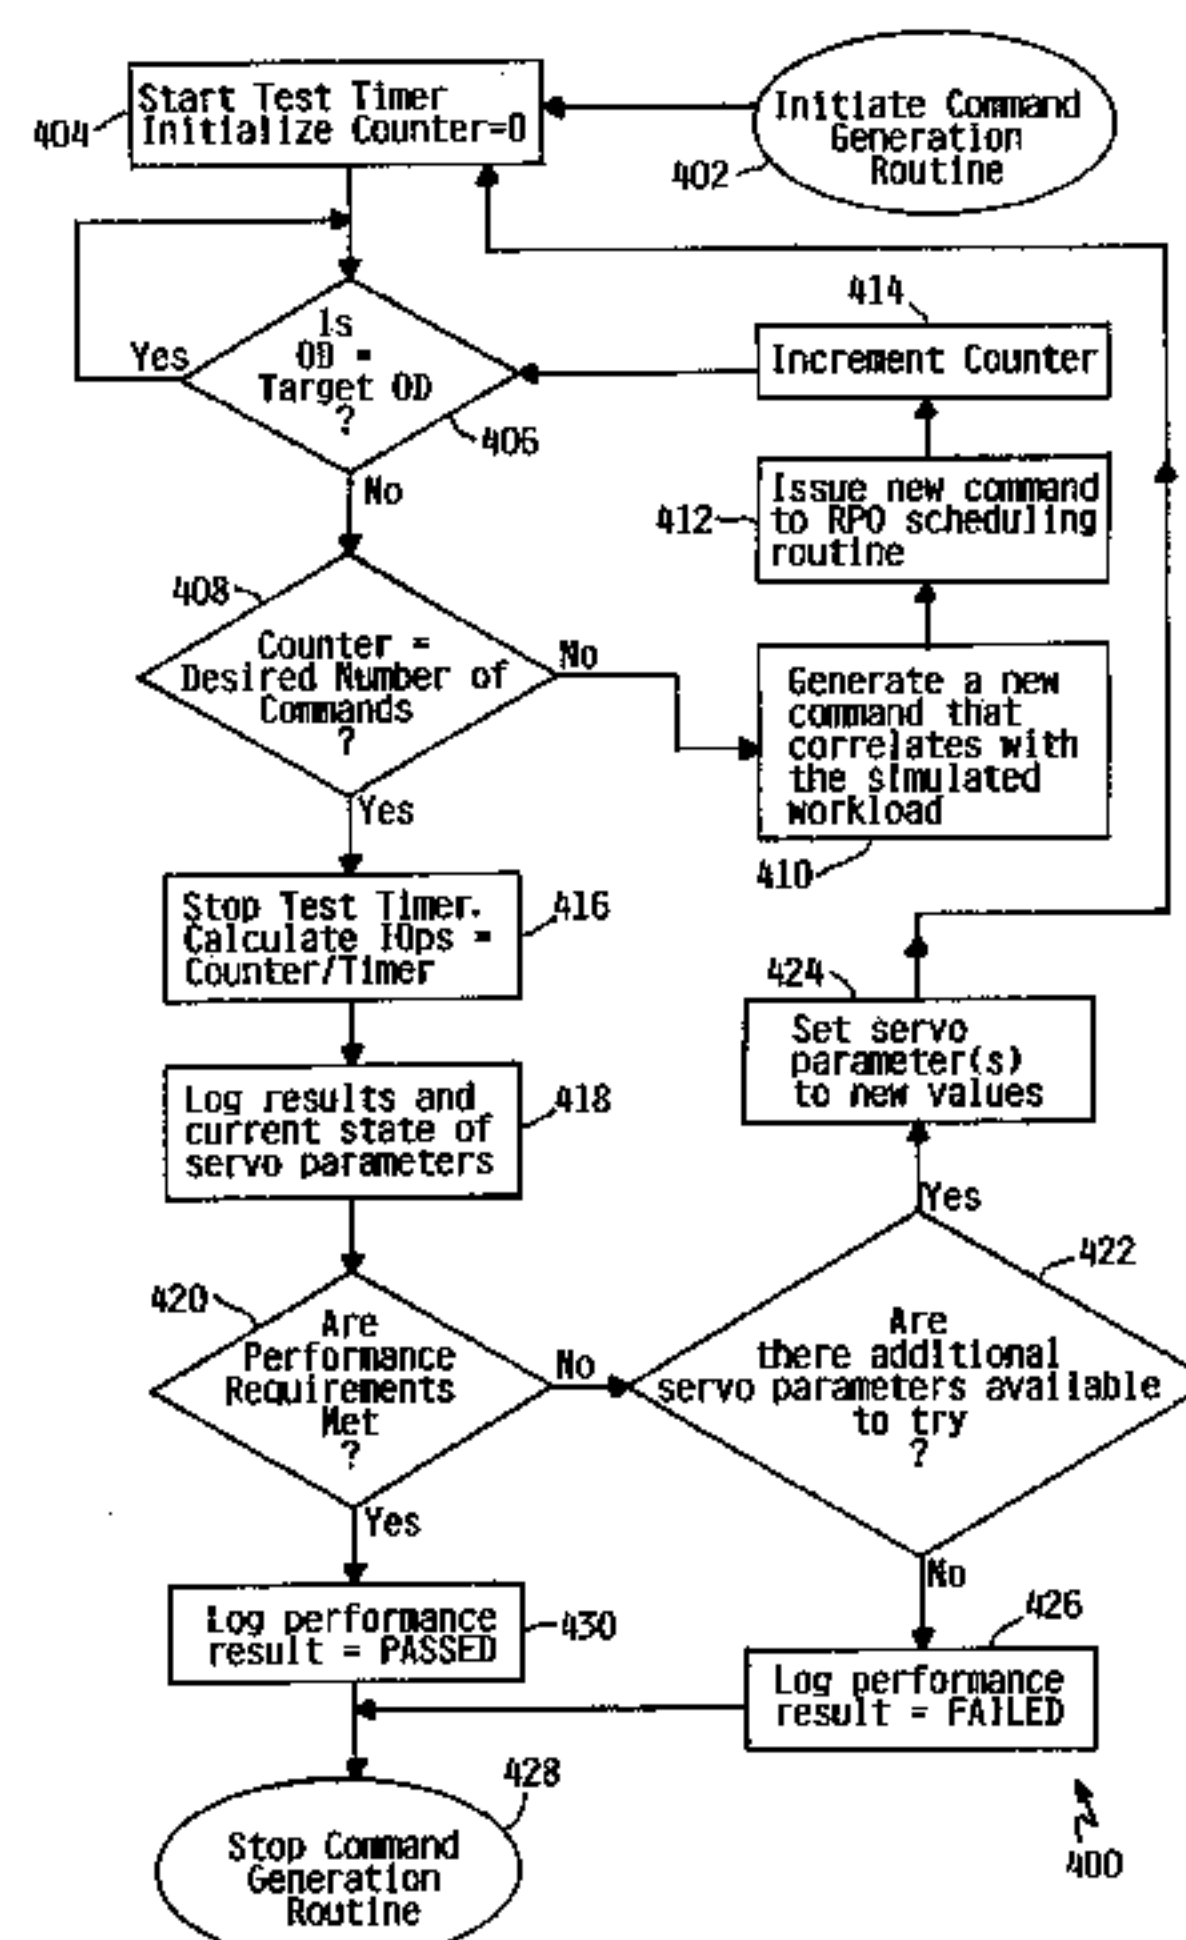 Initiate Command
Generation
Routine
402
Start Test Timer
Initialize Counter=0
404
Is
OD =
Target OD
?
406
Yes
No
414
Increment Counter
412
Issue new command
to RPO scheduling
routine
408
Counter =
Desired Number of
Commands
?
No
Yes
Generate a new
command that
correlates with
the simulated
workload
410
Stop Test Timer.
Calculate IOps =
Counter/Timer
416
424
Set servo
parameter(s)
to new values
Log results and
current state of
servo parameters
418
Yes
422
420
Are
Performance
Requirements
Met
?
No
Are
there additional
servo parameters available
to try
?
Yes
No
Log performance
result = PASSED
430
426
Log performance
result = FAILED
428
Stop Command
Generation
Routine
400